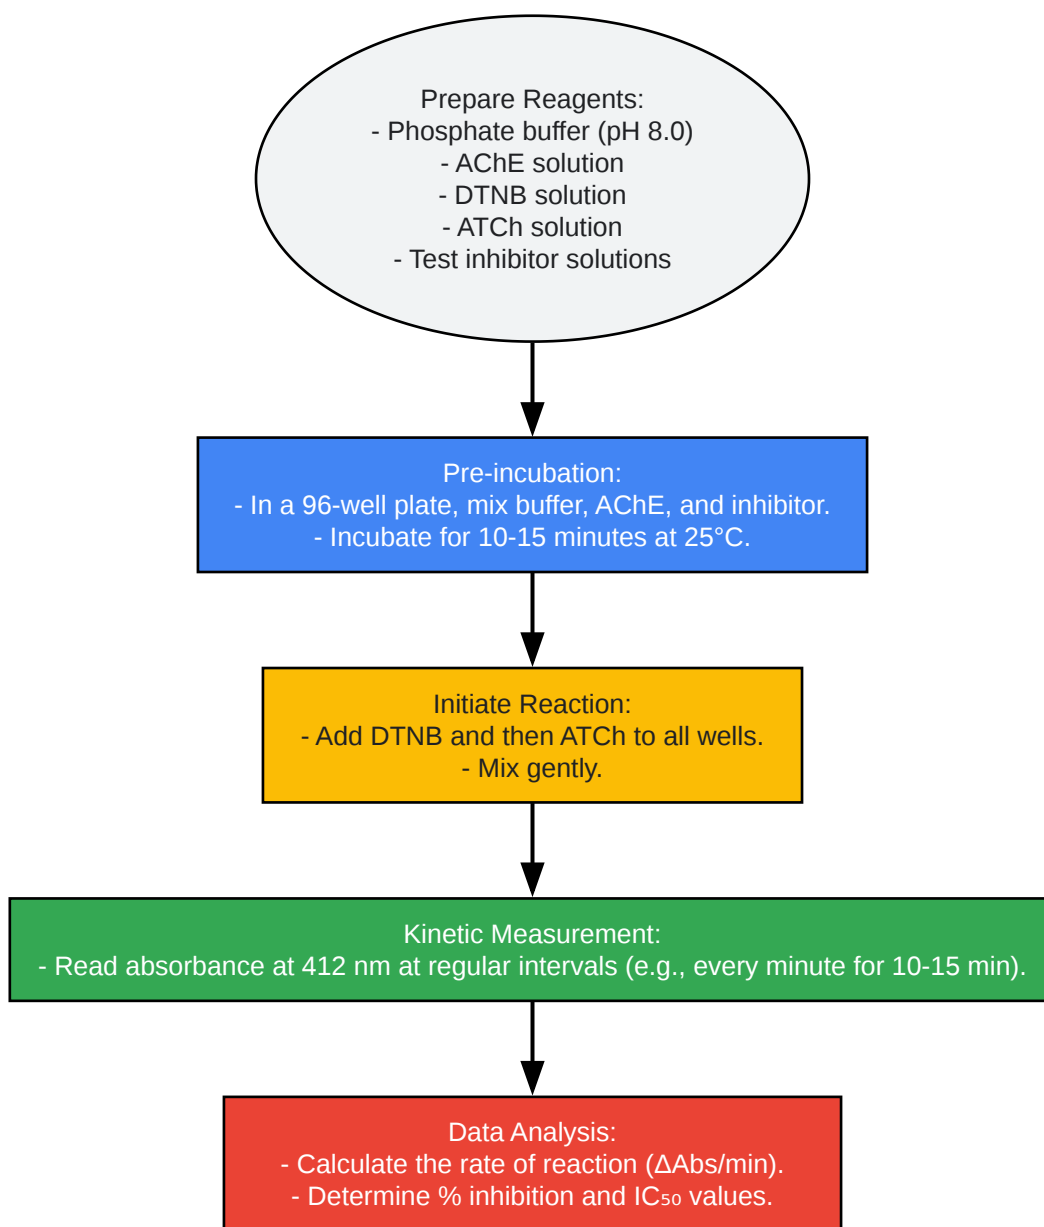 Prepare Reagents:
- Phosphate buffer (pH 8.0)
- AChE solution
- DTNB solution
- ATCh solution
- Test inhibitor solutions
Pre-incubation:
- In a 96-well plate, mix buffer, AChE, and inhibitor.
- Incubate for 10-15 minutes at 25°C.
Initiate Reaction:
- Add DTNB and then ATCh to all wells.
- Mix gently.
Kinetic Measurement:
- Read absorbance at 412 nm at regular intervals (e.g., every minute for 10-15 min).
Data Analysis:
- Calculate the rate of reaction (ΔAbs/min).
- Determine % inhibition and IC₅₀ values.